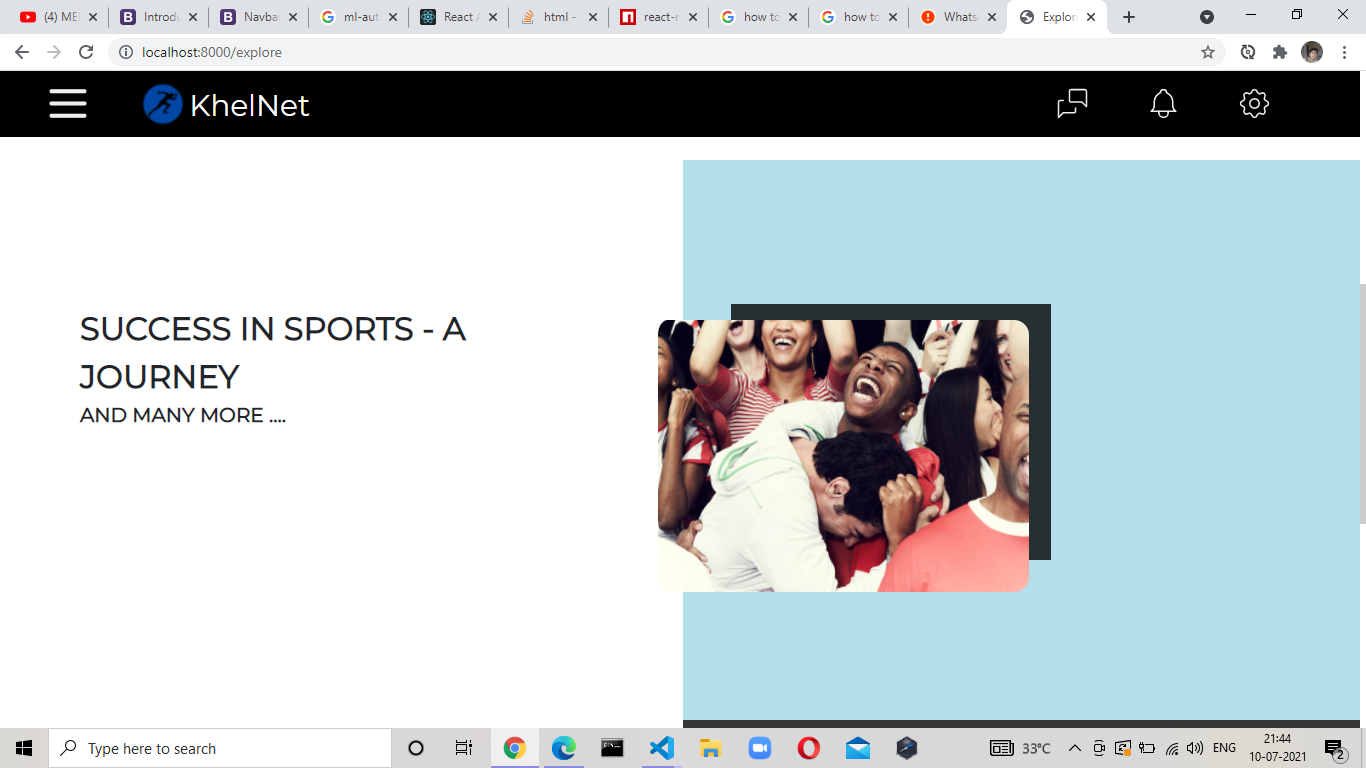 (4) ME
Introdu
Navba
ml-aut
React A
html -
react-r
how to
how to
Whats
Explor
localhost:8000/explore
KhelNet
SUCCESS IN SPORTS - A
JOURNEY
AND MANY MORE ....
Type here to search
33°C
ENG
21:44
10-07-2021
2